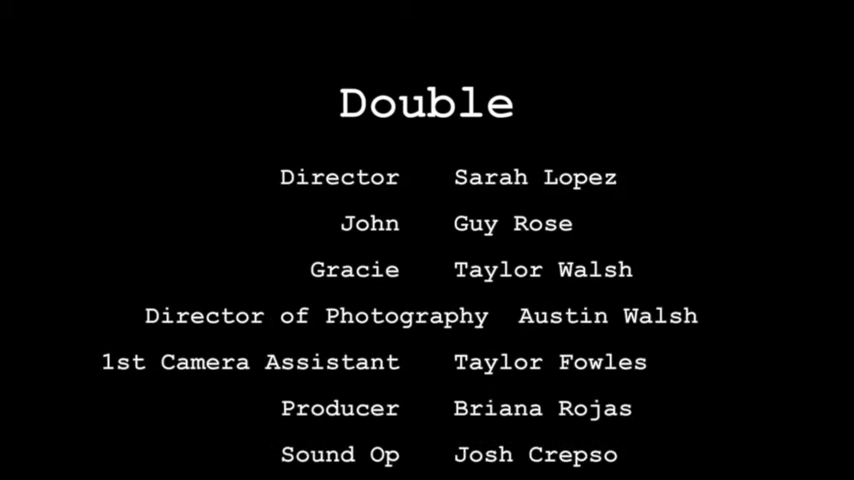 Double
Director Sarah Lopez
John Guy Rose
Gracie Taylor Walsh
Director of Photography Austin Walsh
1st Camera Assistant Taylor Fowles
Producer Briana Rojas
Sound Op Josh Crepso